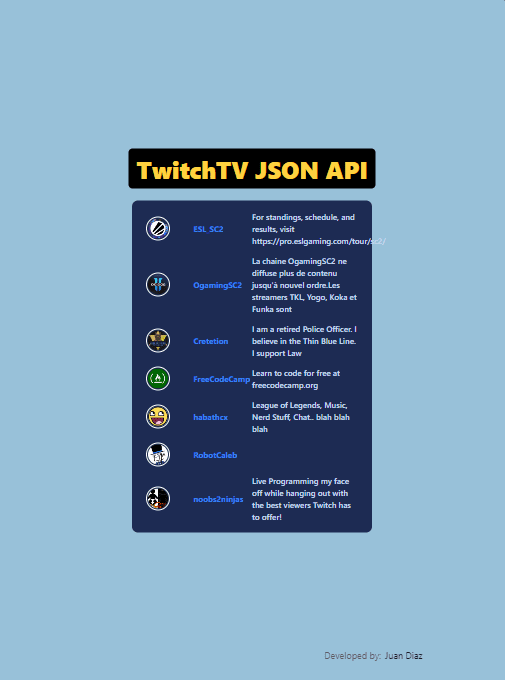 TwitchTV JSON API
ESL_SC2
For standings, schedule, and
results, visit
https://pro.eslgaming.com/tour/sc2/
OgamingSC2
La chaine OgamingSC2 ne
diffuse plus de contenu
jusqu'à nouvel ordre.Les
streamers TKL, Yogo, Koka et
Funka sont
Cretetion
I am a retired Police Officer. I
believe in the Thin Blue Line.
I support Law
FreeCodeCamp
Learn to code for free at
freecodecamp.org
habathcx
League of Legends, Music,
Nerd Stuff, Chat.. blah blah
blah
RobotCaleb
noobs2ninjas
Live Programming my face
off while hanging out with
the best viewers Twitch has
to offer!
Developed by: Juan Diaz